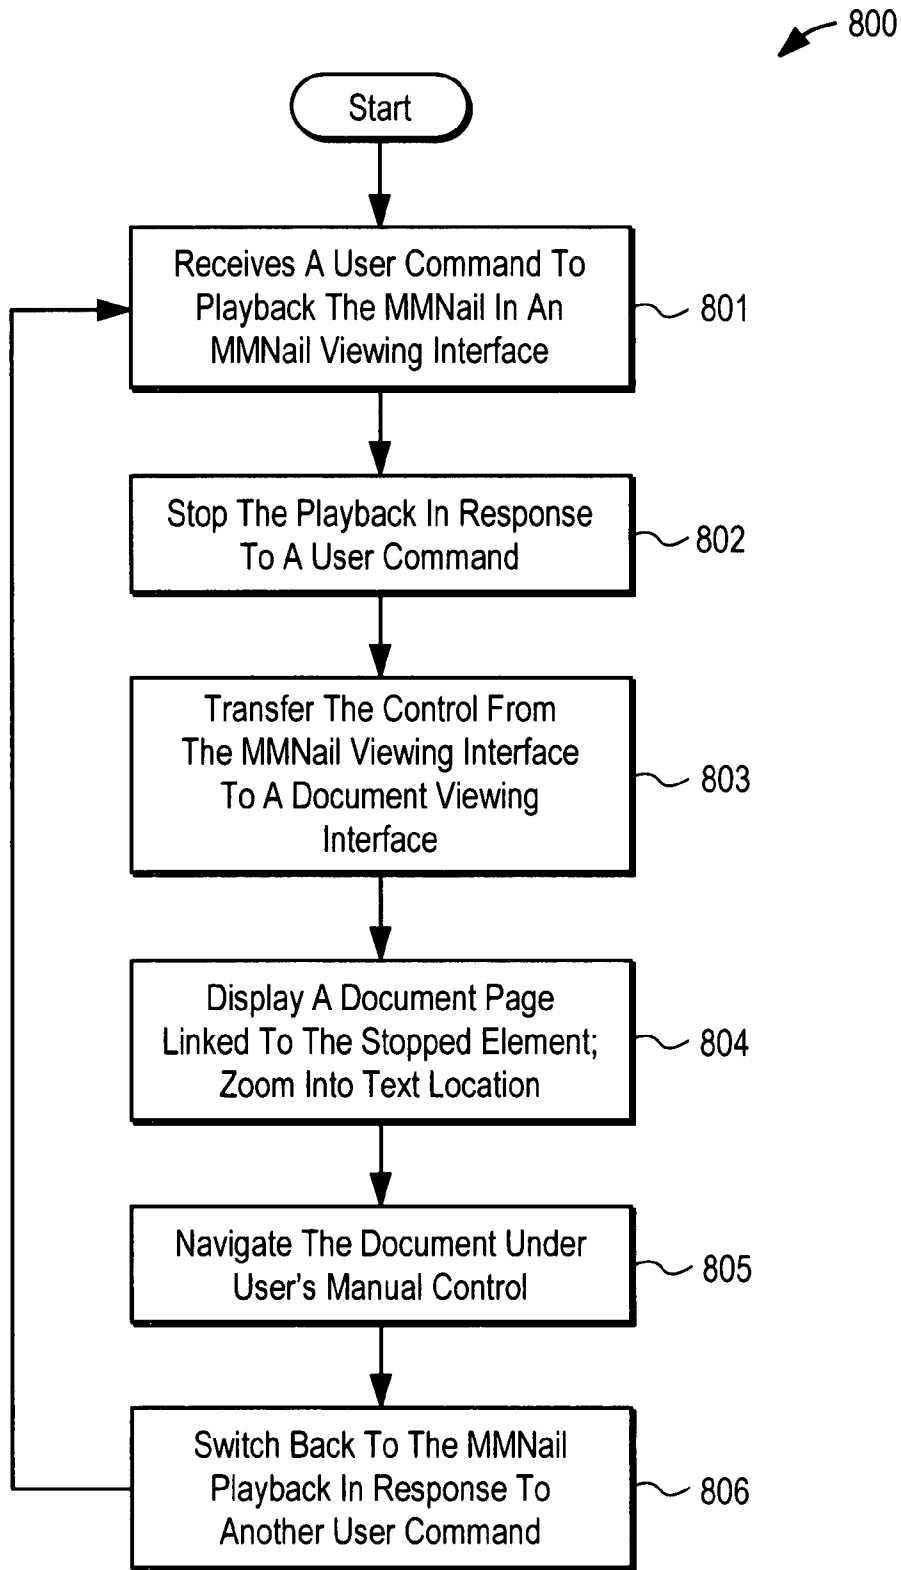 800
Start
Receives A User Command To
Playback The MMNail In An
MMNail Viewing Interface
801
Stop The Playback In Response
To A User Command
802
Transfer The Control From
The MMNail Viewing Interface
To A Document Viewing
Interface
803
Display A Document Page
Linked To The Stopped Element;
Zoom Into Text Location
804
Navigate The Document Under
User's Manual Control
805
Switch Back To The MMNail
Playback In Response To
Another User Command
806